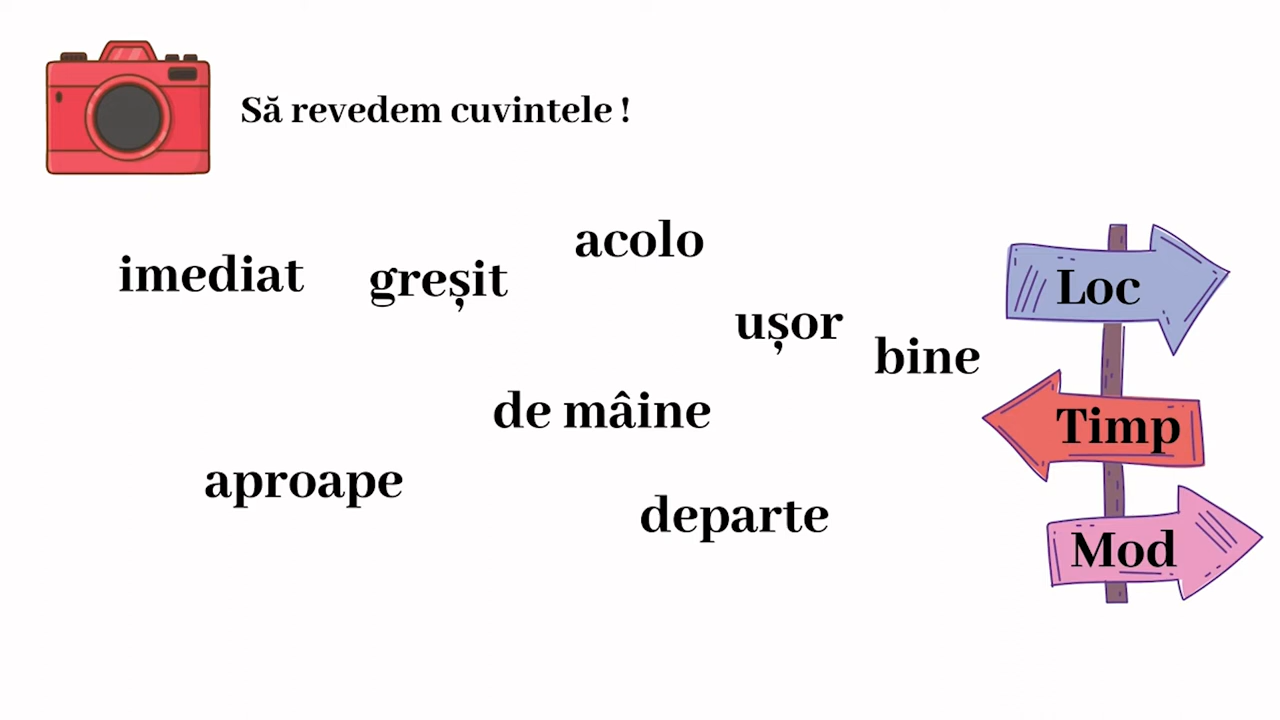 Să revedem cuvintele !
acolo
imediat
greșit
ușor
bine
de mâine
aproape
departe
Loc
Timp
Mod